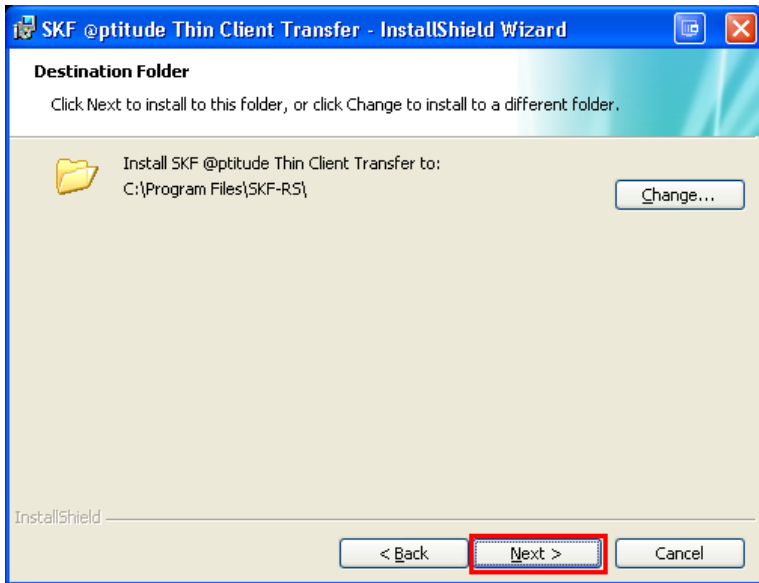 SKF @ptitude Thin Client Transfer - InstallShield Wizard
Destination Folder
Click Next to install to this folder, or click Change to install to a different folder.
Install SKF @ptitude Thin Client Transfer to:
C:\Program Files\SKF-RS\
Change...
InstallShield
< Back
Next >
Cancel